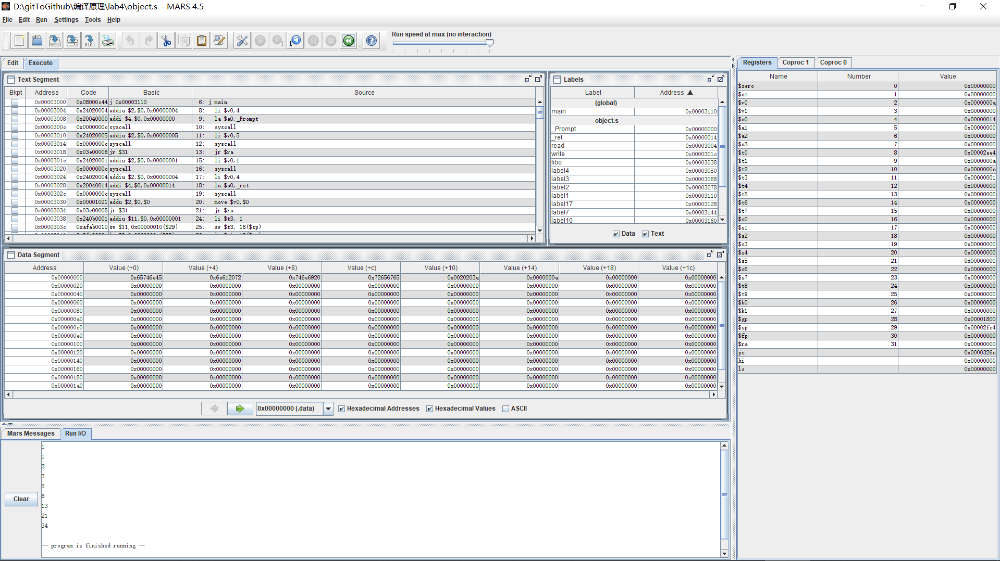 D:\gitToGithub\编译原理\lab4\object.s  - MARS 4.5
File Edit Run Settings Tools Help
Run speed at max (no interaction)
Edit Execute
Text Segment
Bkpt Address Code Basic Source
0x00003000 0x08000c44 j 0x00003110 6: j main
0x00003004 0x24020004 addiu $2,$0,0x00000004 8: li $v0,4
0x00003008 0x20040000 addi $4,$0,0x00000000 9: la $a0,_Prompt
0x0000300c 0x0000000c syscall 10: syscall
0x00003010 0x24020005 addiu $2,$0,0x00000005 11: li $v0,5
0x00003014 0x0000000c syscall 12: syscall
0x00003018 0x03e00008 jr $31 13: jr $ra
0x0000301c 0x24020001 addiu $2,$0,0x00000001 15: li $v0,1
0x00003020 0x0000000c syscall 16: syscall
0x00003024 0x24020004 addiu $2,$0,0x00000004 17: li $v0,4
0x00003028 0x20040014 addi $4,$0,0x00000014 18: la $a0,_ret
0x0000302c 0x0000000c syscall 19: syscall
0x00003030 0x00001021 addu $2,$0,$0 20: move $v0,$0
0x00003034 0x03e00008 jr $31 21: jr $ra
0x00003038 0x240b0001 addiu $11,$0,0x00000001 24: li $t3, 1
0x0000303c 0xafab0010 sw $11,0x00000010($29) 25: sw $t3, 16($sp)
Labels
Label Address ▲
(global)
main 0x00003110
object.s
_Prompt 0x00000000
_ret 0x00000014
read 0x00003004
write 0x0000301c
fibo 0x00003038
label4 0x00003050
label3 0x00003068
label2 0x00003078
label1 0x00003110
label17 0x00003128
label7 0x00003144
label10 0x00003160
Data Text
Data Segment
Address Value (+0) Value (+4) Value (+8) Value (+c) Value (+10) Value (+14) Value (+18) Value (+1c)
0x00000000 0x65746e45 0x6e612072 0x746e6920 0x72656765 0x0020203a 0x0000000a 0x00000000 0x00000000
0x00000020 0x00000000 0x00000000 0x00000000 0x00000000 0x00000000 0x00000000 0x00000000 0x00000000
0x00000040 0x00000000 0x00000000 0x00000000 0x00000000 0x00000000 0x00000000 0x00000000 0x00000000
0x00000060 0x00000000 0x00000000 0x00000000 0x00000000 0x00000000 0x00000000 0x00000000 0x00000000
0x00000080 0x00000000 0x00000000 0x00000000 0x00000000 0x00000000 0x00000000 0x00000000 0x00000000
0x000000a0 0x00000000 0x00000000 0x00000000 0x00000000 0x00000000 0x00000000 0x00000000 0x00000000
0x000000c0 0x00000000 0x00000000 0x00000000 0x00000000 0x00000000 0x00000000 0x00000000 0x00000000
0x000000e0 0x00000000 0x00000000 0x00000000 0x00000000 0x00000000 0x00000000 0x00000000 0x00000000
0x00000100 0x00000000 0x00000000 0x00000000 0x00000000 0x00000000 0x00000000 0x00000000 0x00000000
0x00000120 0x00000000 0x00000000 0x00000000 0x00000000 0x00000000 0x00000000 0x00000000 0x00000000
0x00000140 0x00000000 0x00000000 0x00000000 0x00000000 0x00000000 0x00000000 0x00000000 0x00000000
0x00000160 0x00000000 0x00000000 0x00000000 0x00000000 0x00000000 0x00000000 0x00000000 0x00000000
0x00000180 0x00000000 0x00000000 0x00000000 0x00000000 0x00000000 0x00000000 0x00000000 0x00000000
0x000001a0 0x00000000 0x00000000 0x00000000 0x00000000 0x00000000 0x00000000 0x00000000 0x00000000
0x00000000 (.data) Hexadecimal Addresses Hexadecimal Values ASCII
Mars Messages Run I/O
Clear
1
1
2
3
5
8
13
21
34
— program is finished running —
Registers Coproc 1 Coproc 0
Name Number Value
$zero 0 0x00000000
$at 1 0x00000000
$v0 2 0x0000000a
$v1 3 0x00000000
$a0 4 0x00000014
$a1 5 0x00000000
$a2 6 0x00000000
$a3 7 0x00000000
$t0 8 0x00002ee4
$t1 9 0x0000000a
$t2 10 0x0000000a
$t3 11 0x00000001
$t4 12 0x00000000
$t5 13 0x00000000
$t6 14 0x00000000
$t7 15 0x00000000
$s0 16 0x00000000
$s1 17 0x00000000
$s2 18 0x00000000
$s3 19 0x00000000
$s4 20 0x00000000
$s5 21 0x00000000
$s6 22 0x00000000
$s7 23 0x00000000
$t8 24 0x00000000
$t9 25 0x00000000
$k0 26 0x00000000
$k1 27 0x00000000
$gp 28 0x00001800
$sp 29 0x00002fc4
$fp 30 0x00000000
$ra 31 0x00000000
pc 0x0000326c
hi 0x00000000
lo 0x00000000